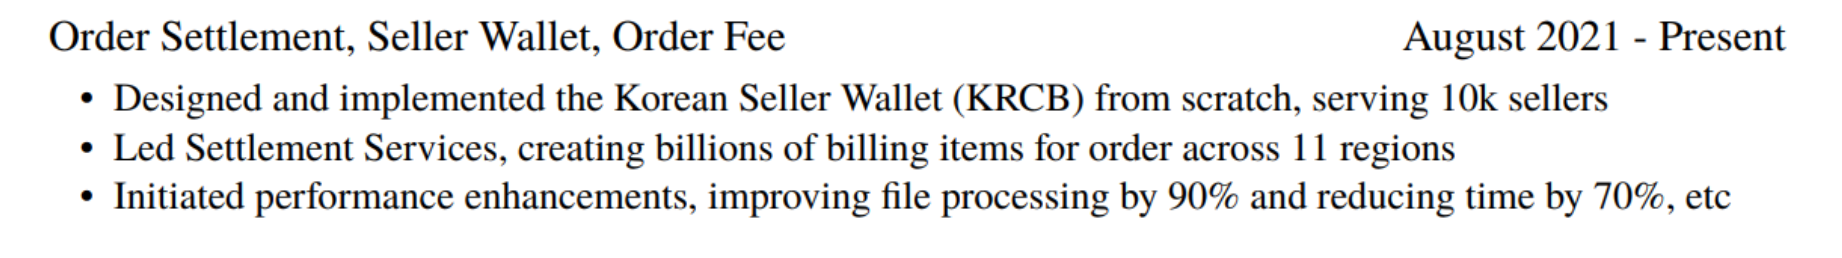 Order Settlement, Seller Wallet, Order Fee August 2021 - Present
• Designed and implemented the Korean Seller Wallet (KRCB) from scratch, serving 10k sellers
• Led Settlement Services, creating billions of billing items for order across 11 regions
• Initiated performance enhancements, improving file processing by 90% and reducing time by 70%, etc